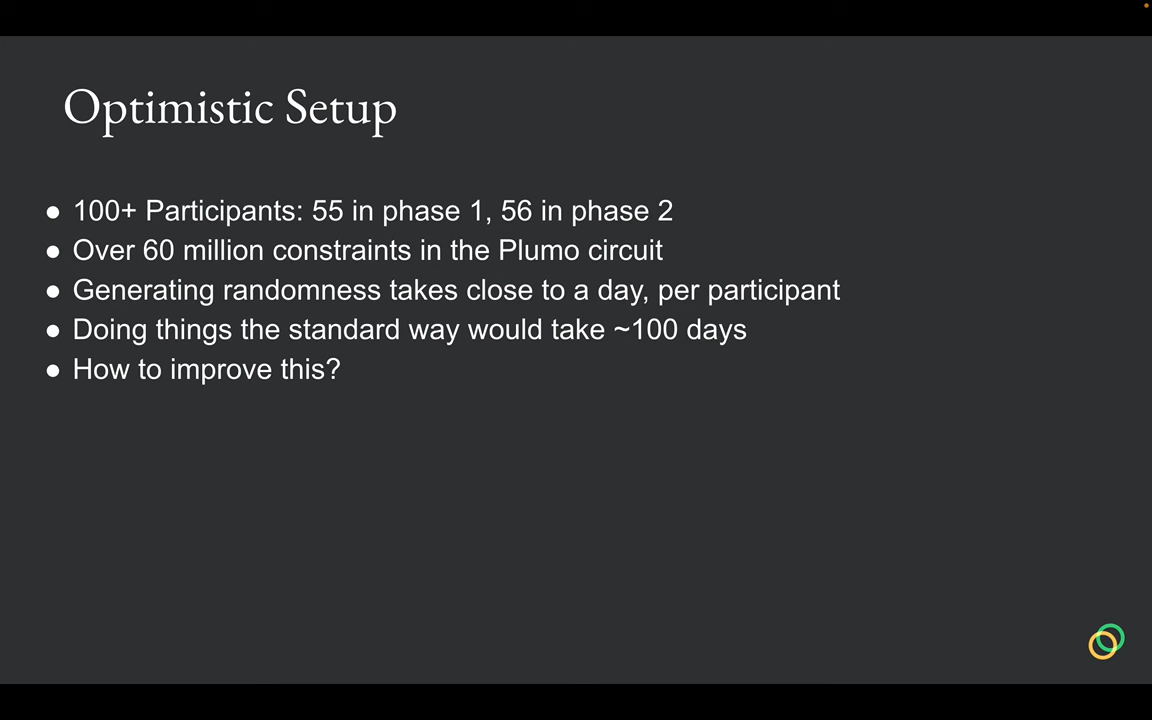 Optimistic Setup
● 100+ Participants: 55 in phase 1, 56 in phase 2
● Over 60 million constraints in the Plumo circuit
● Generating randomness takes close to a day, per participant
● Doing things the standard way would take ~100 days
● How to improve this?